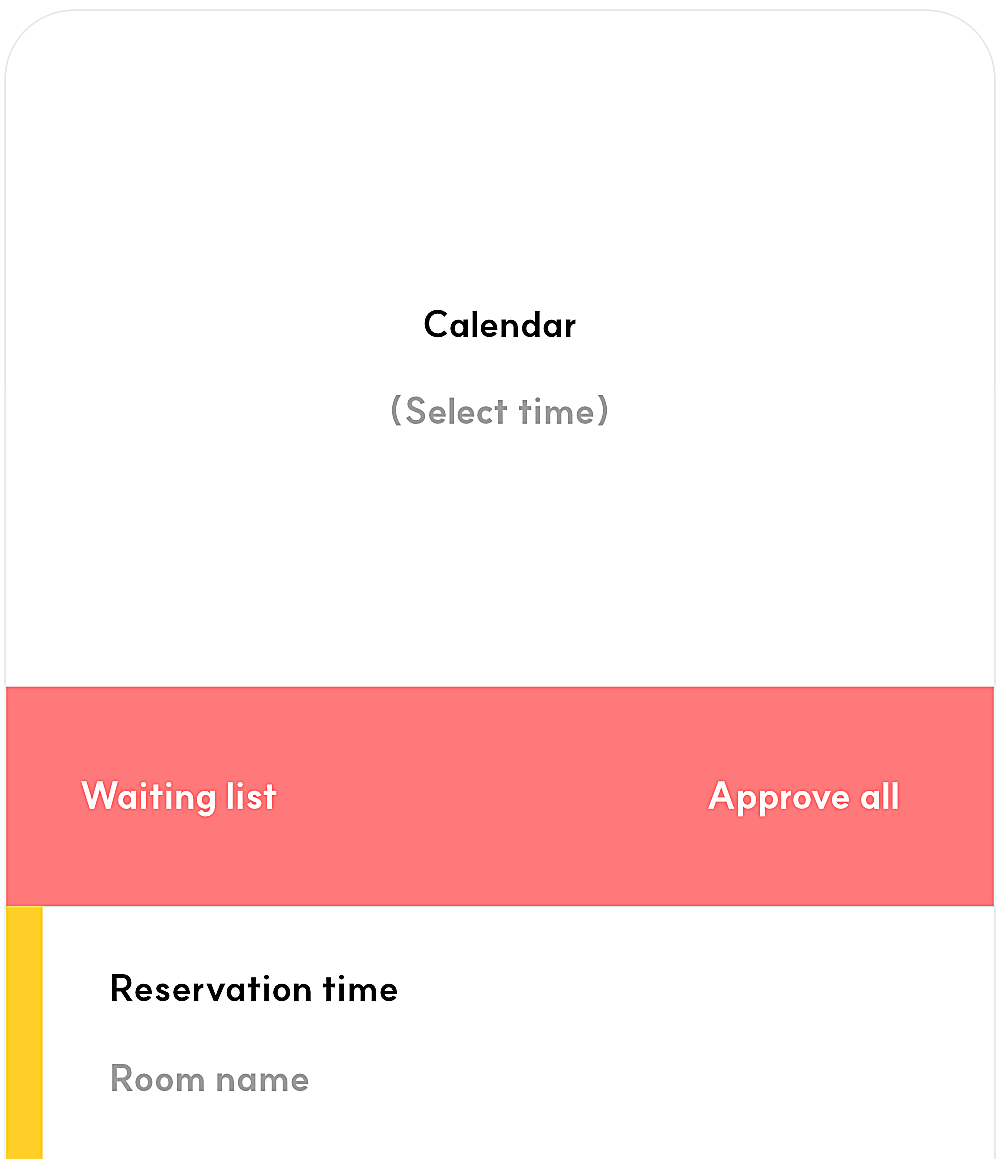 Calendar
(Select time)
Waiting list
Approve all
Reservation time
Room name